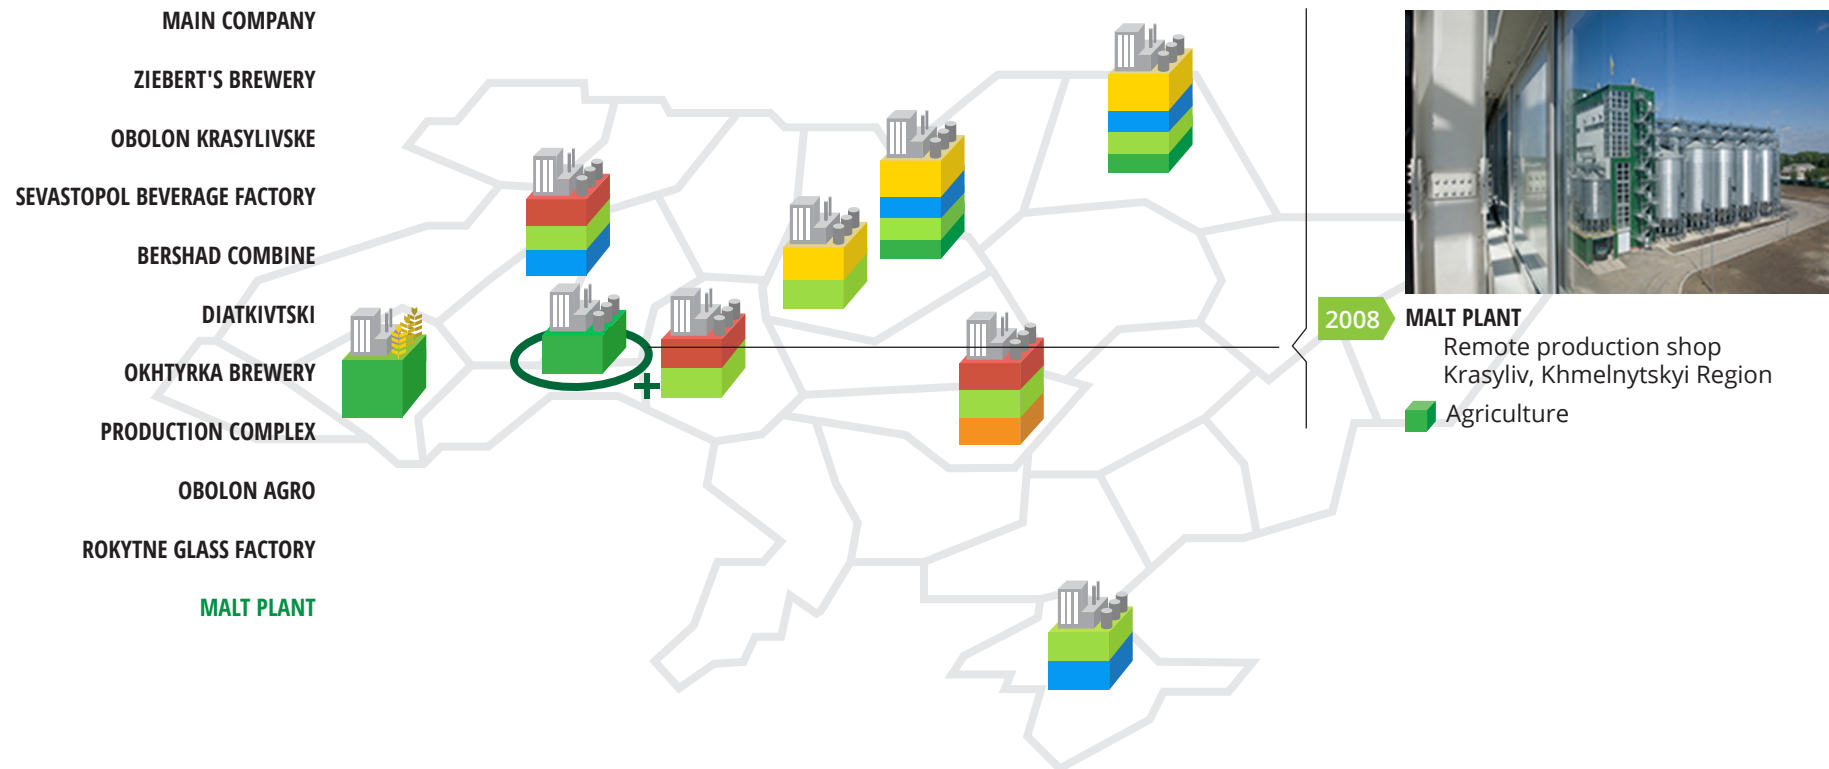 MAIN COMPANY
ZIEBERT'S BREWERY
OBOLON KRASYLIVSKE
SEVASTOPOL BEVERAGE FACTORY
BERSHAD COMBINE
DIATKIVTSKI
OKHTYRKA BREWERY
PRODUCTION COMPLEX
OBOLON AGRO
ROKYTNE GLASS FACTORY
MALT PLANT
2008
MALT PLANT
Remote production shop
Krasyliv, Khmelnytskyi Region
Agriculture